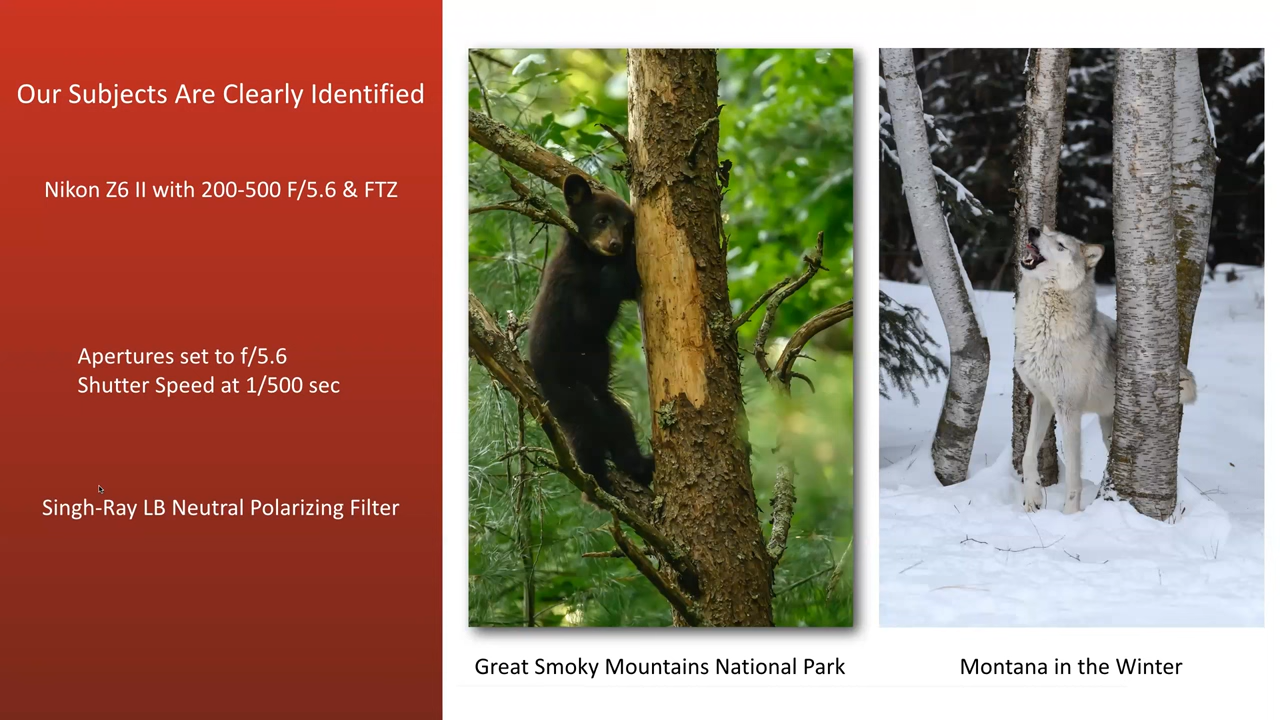 Our Subjects Are Clearly Identified
Nikon Z6 II with 200-500 F/5.6 & FTZ
Apertures set to f/5.6
Shutter Speed at 1/500 sec
Singh-Ray LB Neutral Polarizing Filter
Great Smoky Mountains National Park
Montana in the Winter